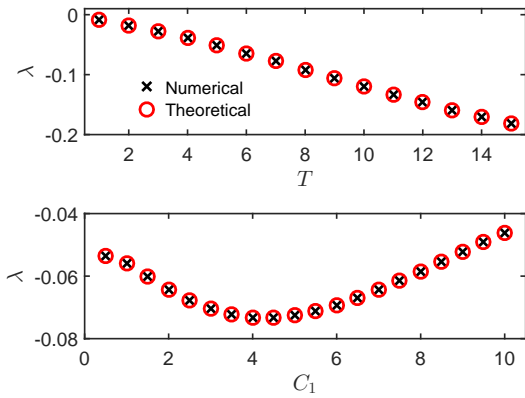 0
-0.1
-0.2
λ
× Numerical
○ Theoretical
2 4 6 8 10 12 14
T
-0.04
-0.06
-0.08
λ
0 2 4 6 8 10
C₁